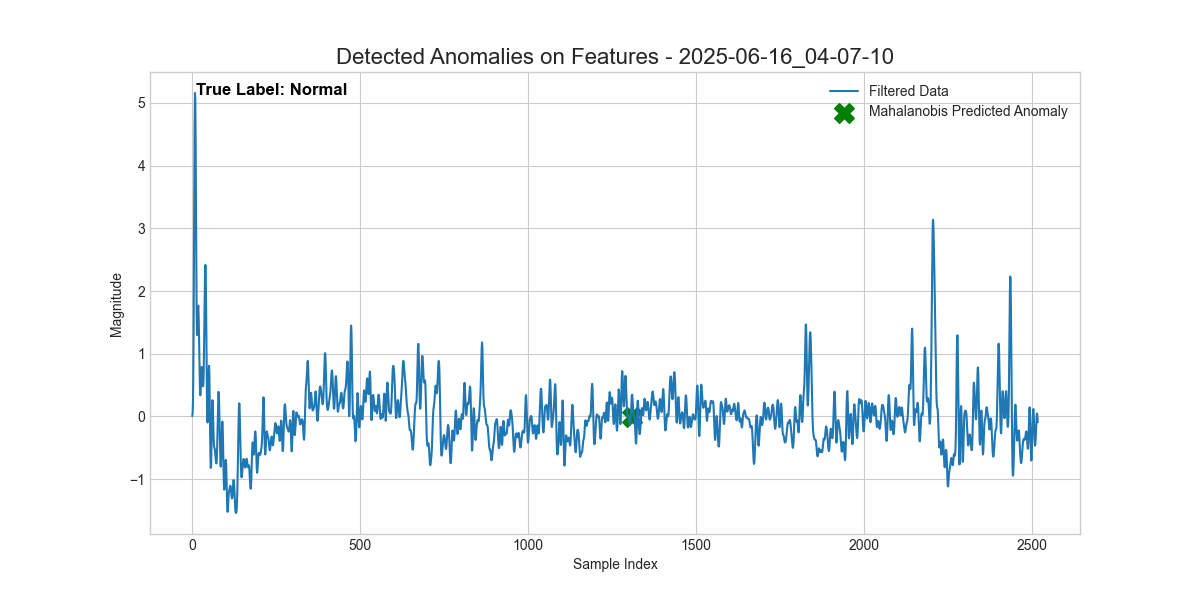 Detected Anomalies on Features - 2025-06-16_04-07-10
True Label: Normal
Filtered Data
Mahalanobis Predicted Anomaly
Magnitude
5
4
3
2
1
0
−1
0 500 1000 1500 2000 2500
Sample Index